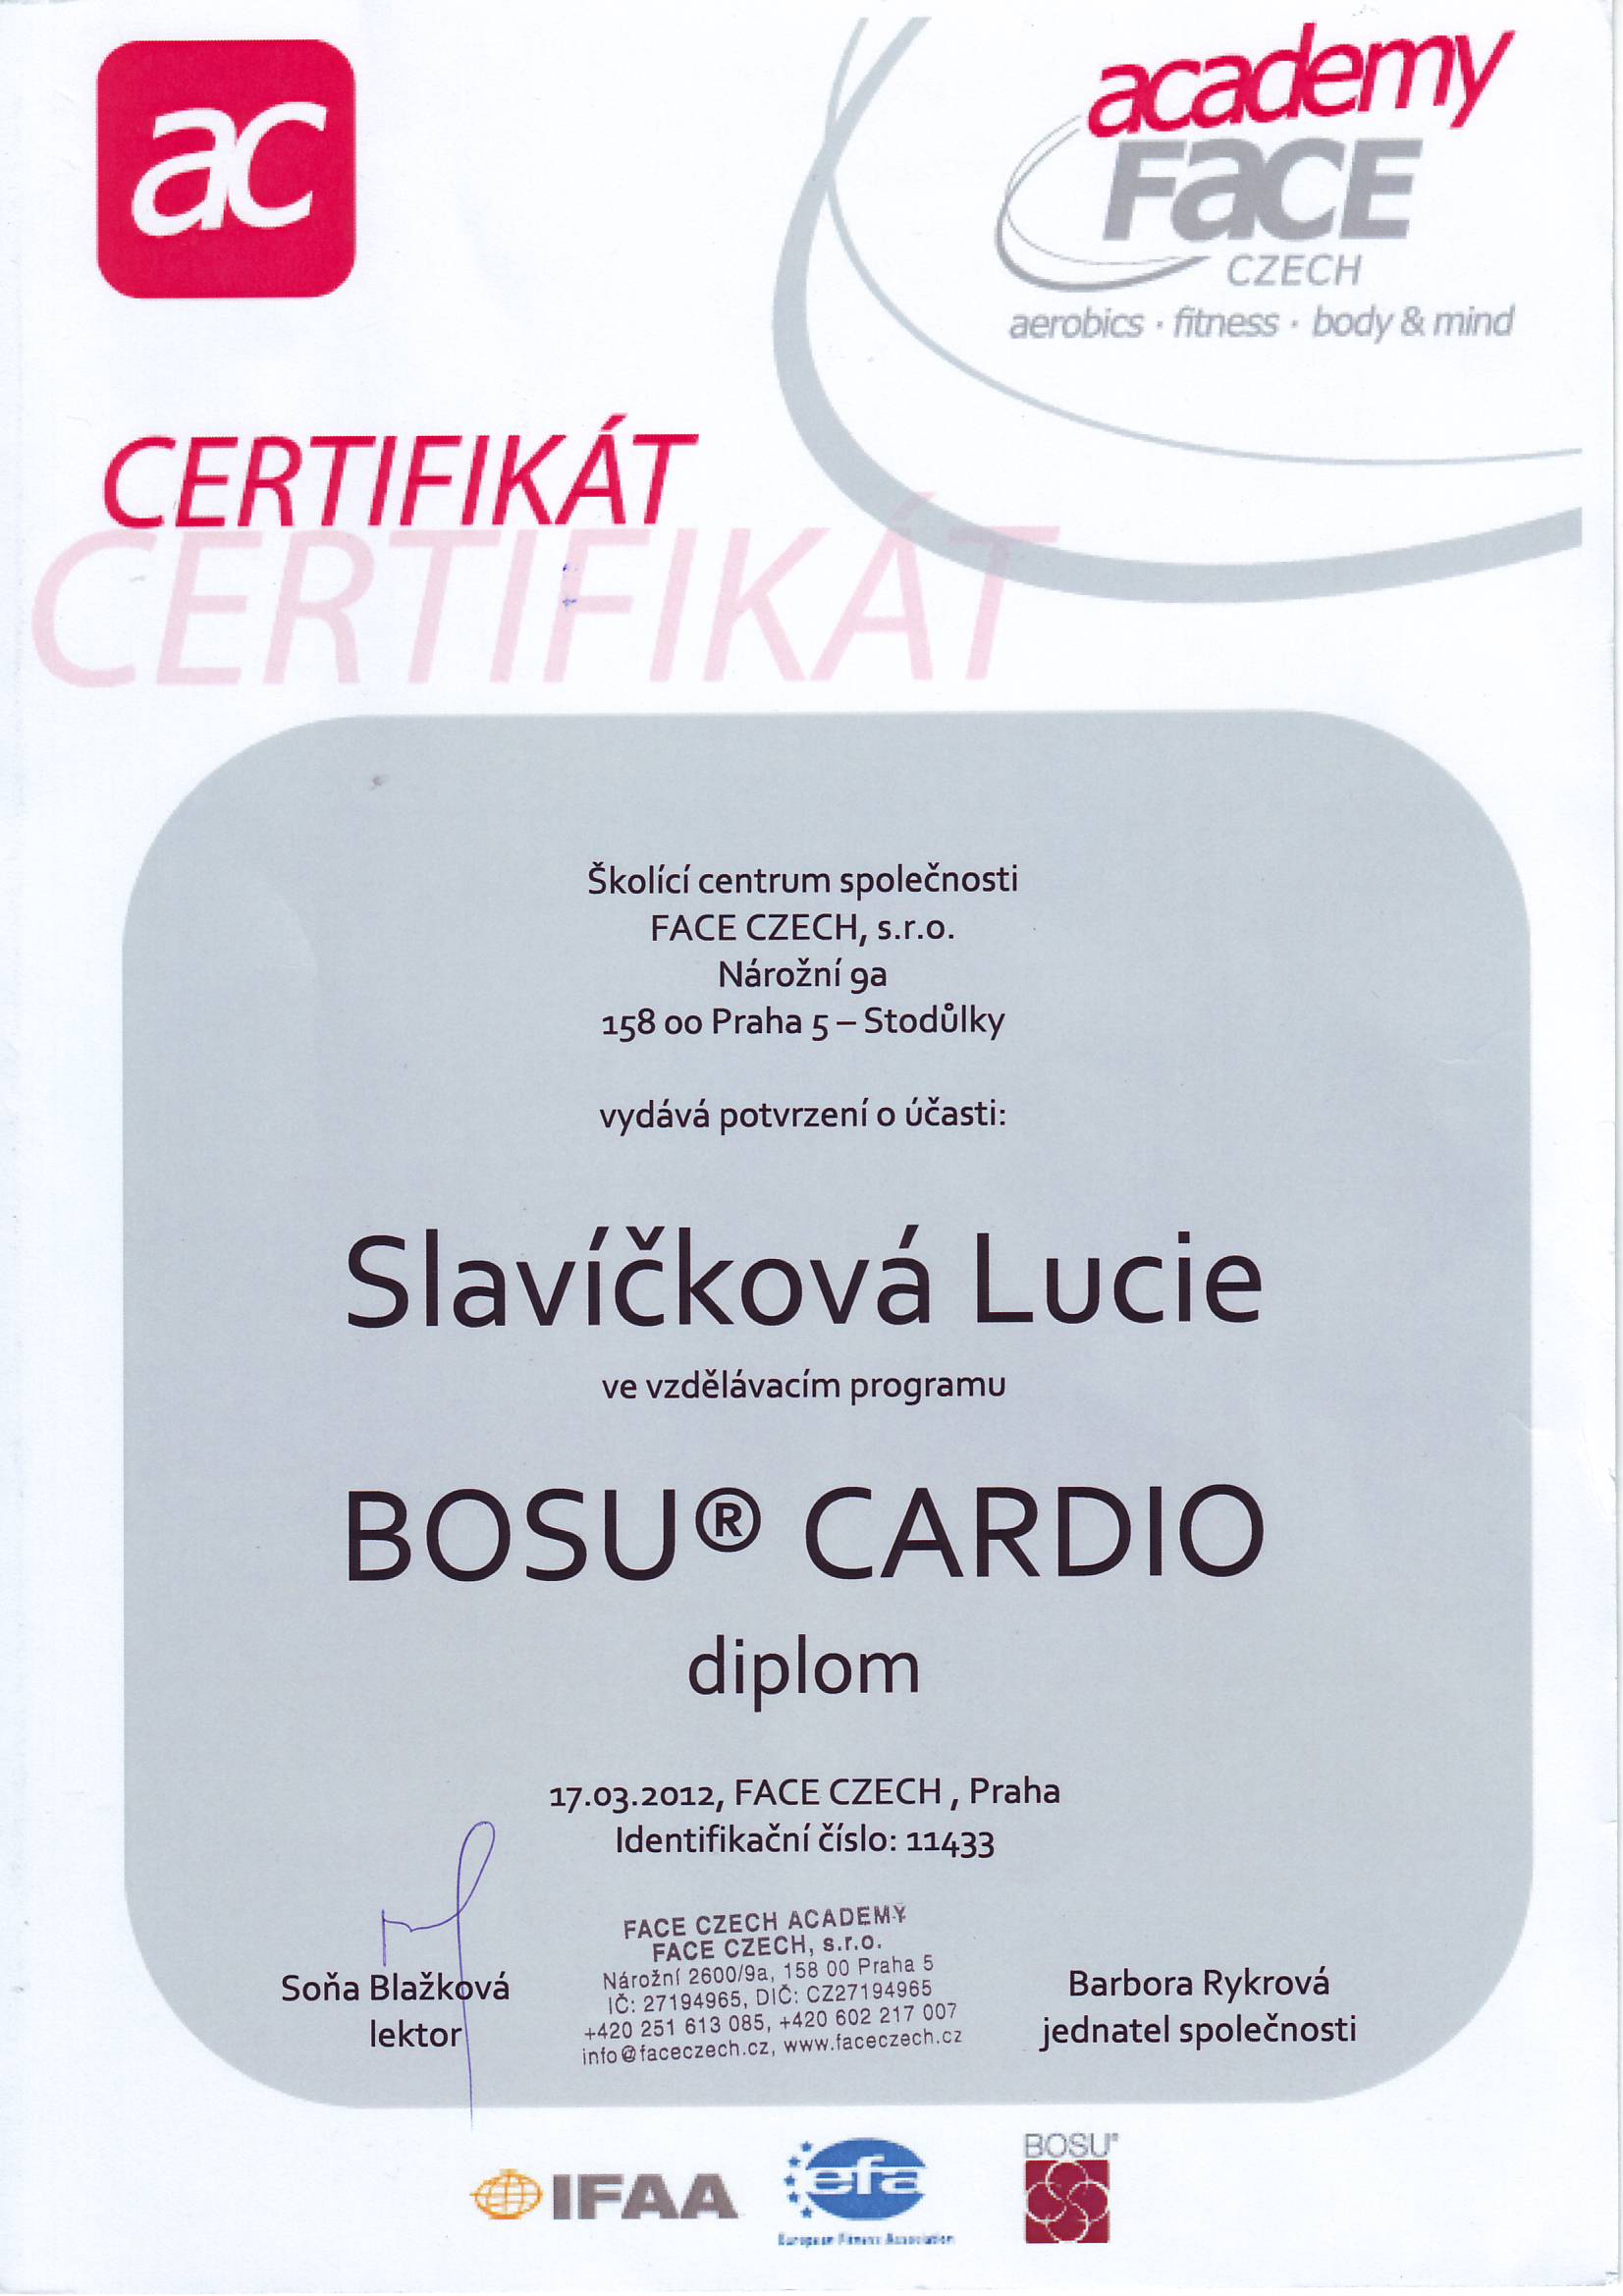 ac
academy
FaCE
CZECH
aerobics · fitness · body & mind
CERTIFIKÁT
CERTIFIKÁT
Školící centrum společnosti
FACE CZECH, s.r.o.
Nárožní 9a
158 00 Praha 5 – Stodůlky
vydává potvrzení o účasti:
Slavíčková Lucie
ve vzdělávacím programu
BOSU® CARDIO
diplom
17.03.2012, FACE CZECH , Praha
Identifikační číslo: 11433
FACE CZECH ACADEMY
FACE CZECH, s.r.o.
Nárožní 2600/9a, 158 00 Praha 5
IČ: 27194965, DIČ: CZ27194965
+420 251 613 085, +420 602 217 007
info@faceczech.cz, www.faceczech.cz
Soňa Blažková
lektor
Barbora Rykrová
jednatel společnosti
IFAA
efa
European Fitness Association
BOSU®